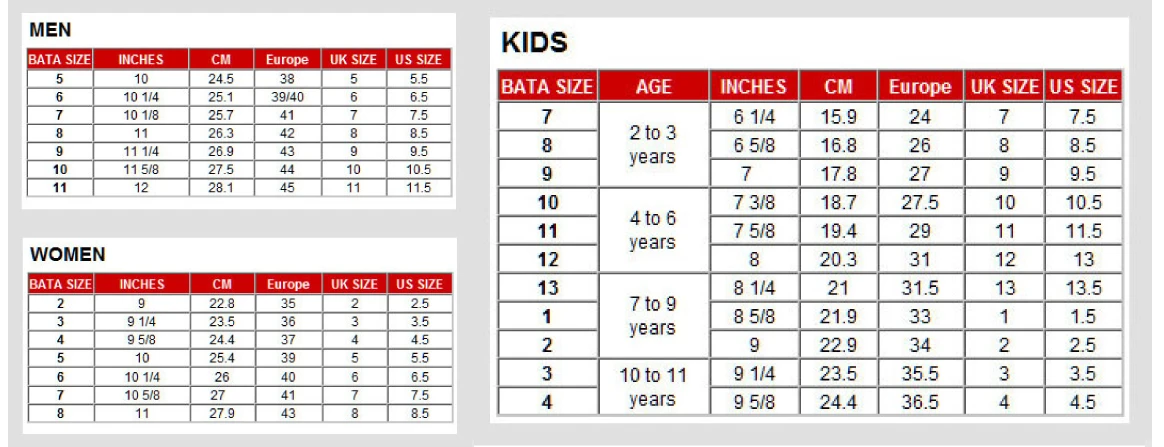 MEN
BATA SIZE INCHES CM Europe UK SIZE US SIZE
5 10 24.5 38 5 5.5
6 10 1/4 25.1 39/40 6 6.5
7 10 1/8 25.7 41 7 7.5
8 11 26.3 42 8 8.5
9 11 1/4 26.9 43 9 9.5
10 11 5/8 27.5 44 10 10.5
11 12 28.1 45 11 11.5
WOMEN
BATA SIZE INCHES CM Europe UK SIZE US SIZE
2 9 22.8 35 2 2.5
3 9 1/4 23.5 36 3 3.5
4 9 5/8 24.4 37 4 4.5
5 10 25.4 39 5 5.5
6 10 1/4 26 40 6 6.5
7 10 5/8 27 41 7 7.5
8 11 27.9 43 8 8.5
KIDS
BATA SIZE AGE INCHES CM Europe UK SIZE US SIZE
7 2 to 3 years 6 1/4 15.9 24 7 7.5
8 6 5/8 16.8 26 8 8.5
9 7 17.8 27 9 9.5
10 4 to 6 years 7 3/8 18.7 27.5 10 10.5
11 7 5/8 19.4 29 11 11.5
12 8 20.3 31 12 13
13 7 to 9 years 8 1/4 21 31.5 13 13.5
1 8 5/8 21.9 33 1 1.5
2 9 22.9 34 2 2.5
3 10 to 11 years 9 1/4 23.5 35.5 3 3.5
4 9 5/8 24.4 36.5 4 4.5